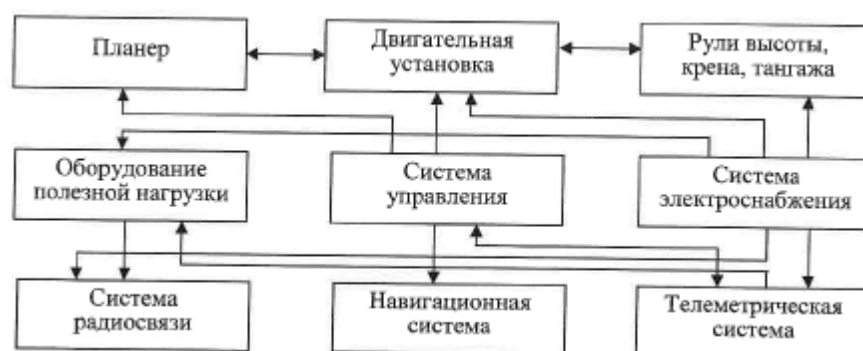 Планер
Двигательная
установка
Рули высоты,
крена, тангажа
Оборудование
полезной нагрузки
Система
управления
Система
электроснабжения
Система
радиосвязи
Навигационная
система
Телеметрическая
система